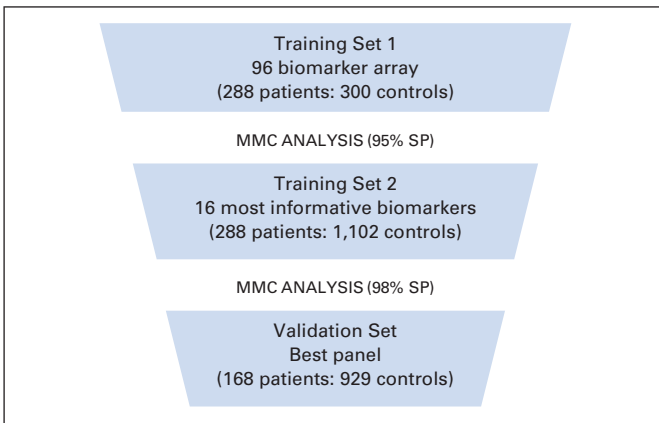 Training Set 1
96 biomarker array
(288 patients: 300 controls)
MMC ANALYSIS (95% SP)
Training Set 2
16 most informative biomarkers
(288 patients: 1,102 controls)
MMC ANALYSIS (98% SP)
Validation Set
Best panel
(168 patients: 929 controls)